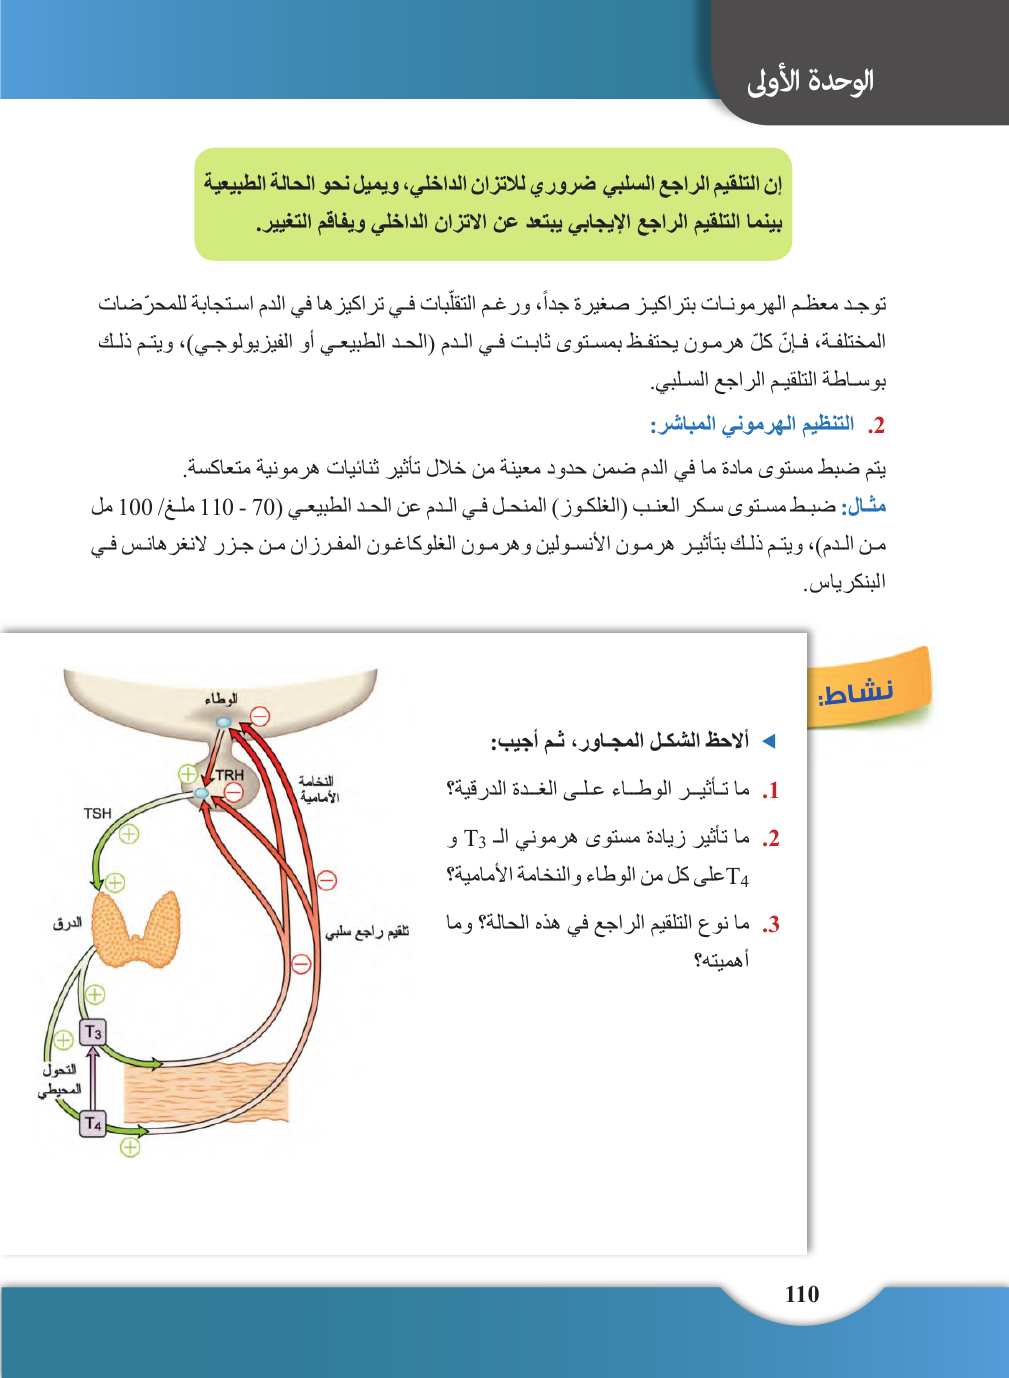 الوحدة الأولى
إن التلقيم الراجع السلبي ضروري للاتزان الداخلي، ويميل نحو الحالة الطبيعية
بينما التلقيم الراجع الإيجابي يبتعد عن الاتزان الداخلي ويفاقم التغيير.
توجد معظم الهرمونات بتراكيز صغيرة جداً، ورغم التقلّبات في تراكيزها في الدم استجابة للمحرّضات
المختلفة، فإنّ كلّ هرمون يحتفظ بمستوى ثابت في الدم (الحد الطبيعي أو الفيزيولوجي)، ويتم ذلك
بوساطة التلقيم الراجع السلبي.
2. التنظيم الهرموني المباشر:
يتم ضبط مستوى مادة ما في الدم ضمن حدود معينة من خلال تأثير ثنائيات هرمونية متعاكسة.
مثال: ضبط مستوى سكر العنب (الغلكوز) المنحل في الدم عن الحد الطبيعي (70 - 110 ملغ/ 100 مل
من الدم)، ويتم ذلك بتأثير هرمون الأنسولين وهرمون الغلوكاغون المفرزان من جزر لانغرهانس في
البنكرياس.
نشاط:
ألاحظ الشكل المجاور، ثم أجيب:
1. ما تأثير الوطاء على الغدة الدرقية؟
2. ما تأثير زيادة مستوى هرموني الـ T3 و
T4على كل من الوطاء والنخامة الأمامية؟
3. ما نوع التلقيم الراجع في هذه الحالة؟ وما
أهميته؟
الوطاء
TRH
النخامة
الأمامية
TSH
الدرق
تلقيم راجع سلبي
T3
التحول
المحيطي
T4
110